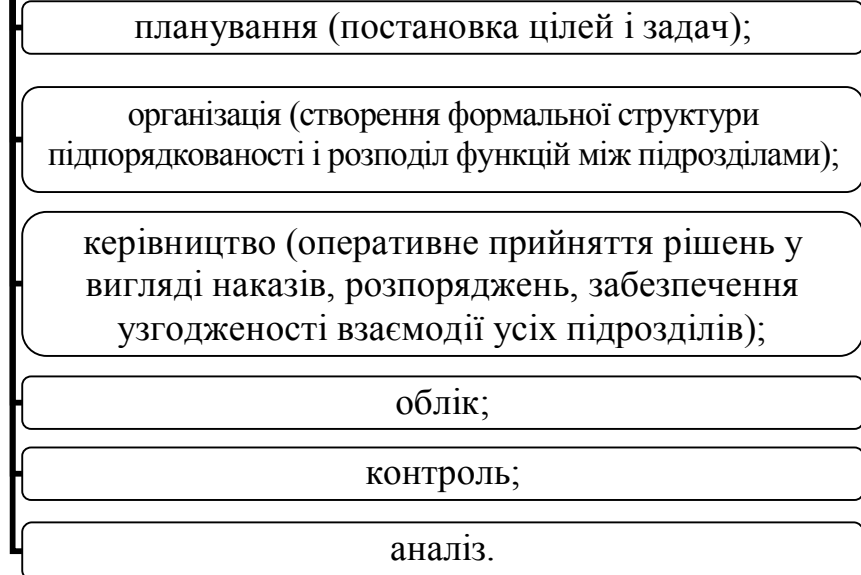 планування (постановка цілей і задач);
організація (створення формальної структури
підпорядкованості і розподіл функцій між підрозділами);
керівництво (оперативне прийняття рішень у
вигляді наказів, розпоряджень, забезпечення
узгодженості взаємодії усіх підрозділів);
облік;
контроль;
аналіз.